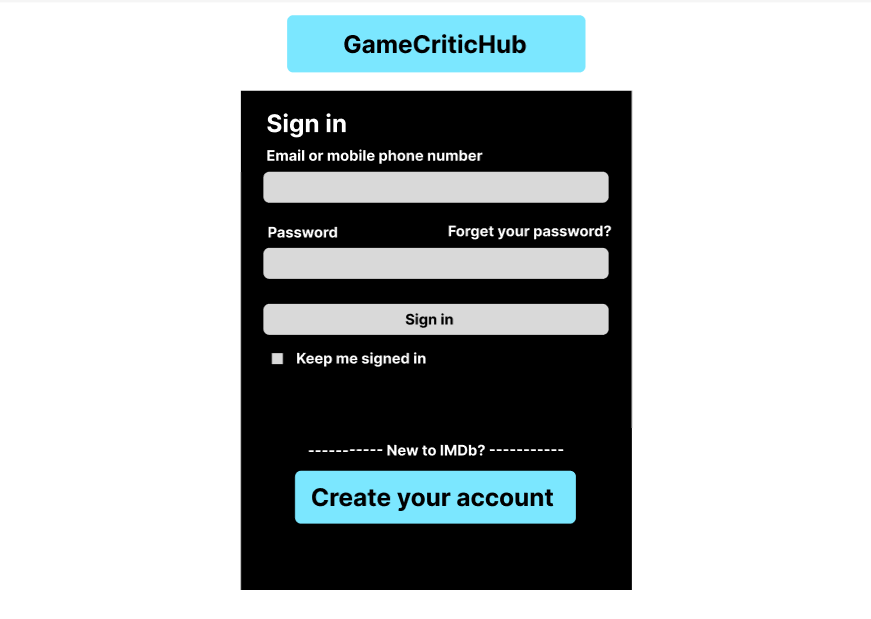 GameCriticHub
Sign in
Email or mobile phone number
Password Forget your password?
Sign in
Keep me signed in
----------- New to IMDb? -----------
Create your account